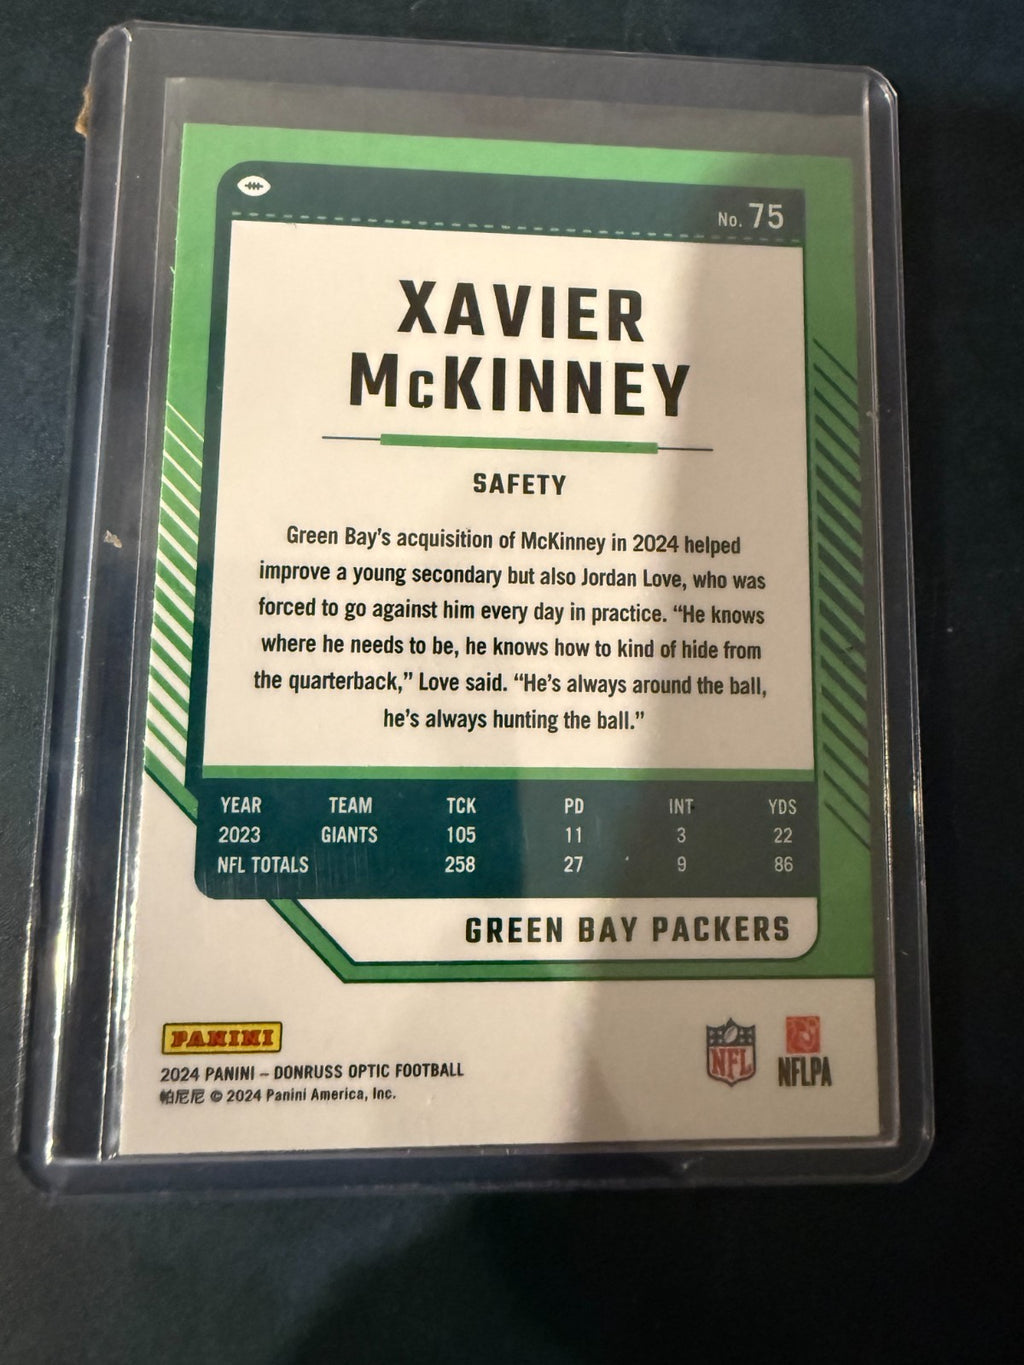 No. 75
XAVIER
McKINNEY
SAFETY
Green Bay's acquisition of McKinney in 2024 helped
improve a young secondary but also Jordan Love, who was
forced to go against him every day in practice. “He knows
where he needs to be, he knows how to kind of hide from
the quarterback,” Love said. “He's always around the ball,
he's always hunting the ball.”
YEAR TEAM TCK PD INT YDS
2023 GIANTS 105 11 3 22
NFL TOTALS 258 27 9 86
GREEN BAY PACKERS
PANINI
2024 PANINI – DONRUSS OPTIC FOOTBALL
帕尼尼 © 2024 Panini America, Inc.
NFL
NFLPA